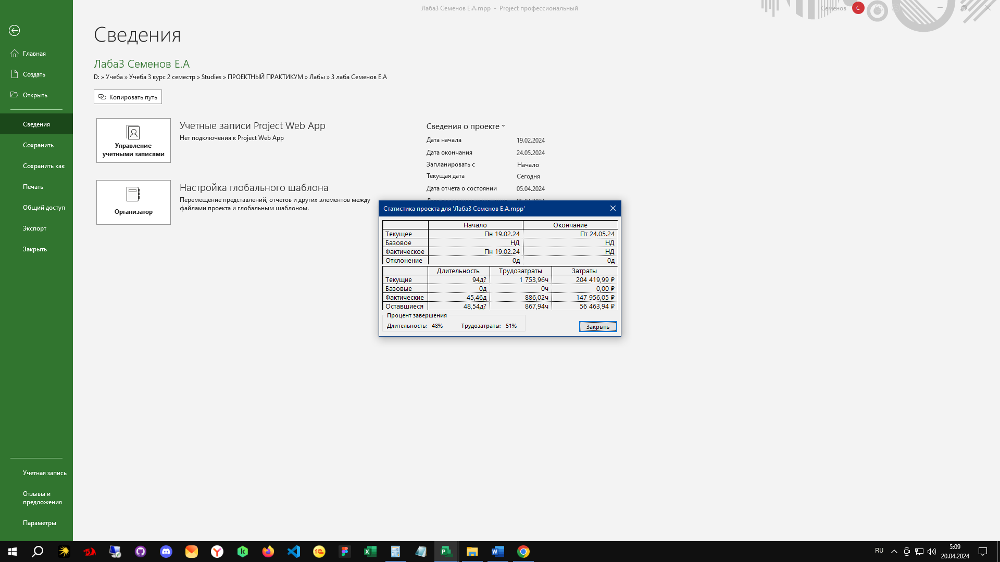 Лаба3 Семенов Е.А.mpp - Project профессиональный
Семенов
С
Главная
Создать
Открыть
Сведения
Сохранить
Сохранить как
Печать
Общий доступ
Экспорт
Закрыть
Учетная запись
Отзывы и
предложения
Параметры
Сведения
Лаба3 Семенов Е.А
D: » Учеба » Учеба 3 курс 2 семестр » Studies » ПРОЕКТНЫЙ ПРАКТИКУМ » Лабы » 3 лаба Семенов Е.А
Копировать путь
Управление
учетными записями
Учетные записи Project Web App
Нет подключения к Project Web App
Организатор
Настройка глобального шаблона
Перемещение представлений, отчетов и других элементов между
файлами проекта и глобальным шаблоном.
Сведения о проекте
Дата начала 19.02.2024
Дата окончания 24.05.2024
Запланировать с Начало
Текущая дата Сегодня
Дата отчета о состоянии 05.04.2024
Статистика проекта для 'Лаба3 Семенов Е.А.mpp'
Начало Окончание
Текущее Пн 19.02.24 Пт 24.05.24
Базовое НД НД
Фактическое Пн 19.02.24 НД
Отклонение 0д 0д
Длительность Трудозатраты Затраты
Текущие 94д? 1 753,96ч 204 419,99 ₽
Базовые 0д 0ч 0,00 ₽
Фактические 45,46д 886,02ч 147 956,05 ₽
Оставшиеся 48,54д? 867,94ч 56 463,94 ₽
Процент завершения
Длительность: 48% Трудозатраты: 51%
Закрыть
RU
5:09
20.04.2024